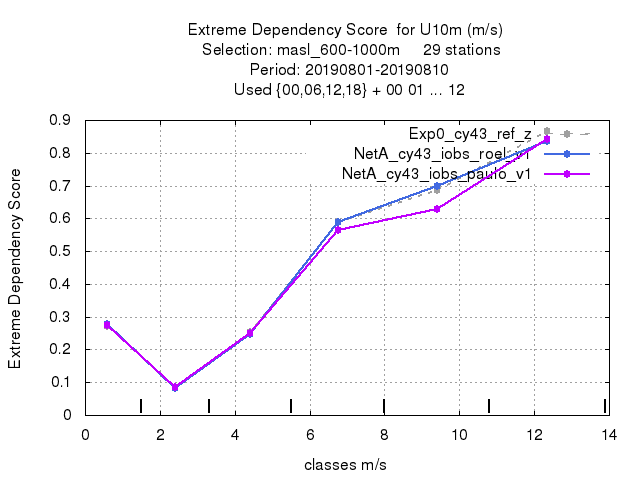 Extreme Dependency Score  for U10m (m/s)
Selection: masl_600-1000m     29 stations
Period: 20190801-20190810
Used {00,06,12,18} + 00 01 ... 12
Exp0_cy43_ref_z
NetA_cy43_iobs_roel_v1
NetA_cy43_iobs_paulo_v1
Extreme Dependency Score
0.9
0.8
0.7
0.6
0.5
0.4
0.3
0.2
0.1
0
0 2 4 6 8 10 12 14
classes m/s